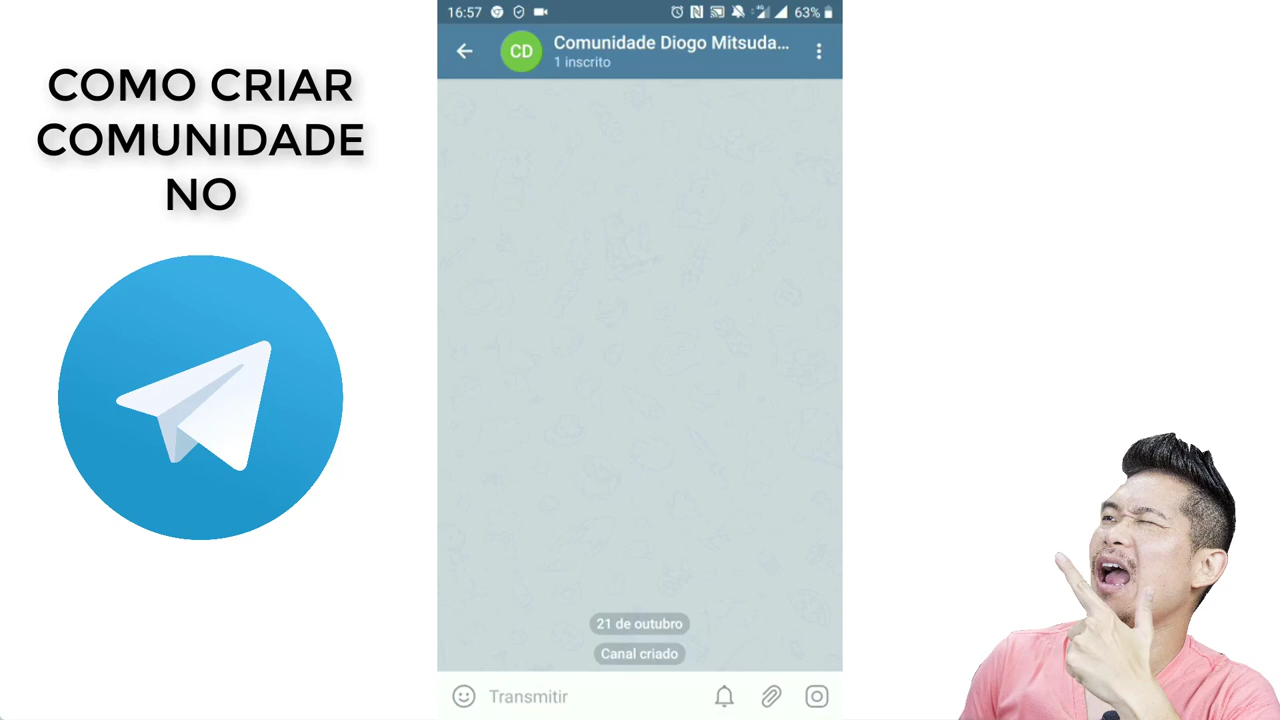 COMO CRIAR
COMUNIDADE
NO
16:57
4G
63%
CD
Comunidade Diogo Mitsuda...
1 inscrito
21 de outubro
Canal criado
Transmitir